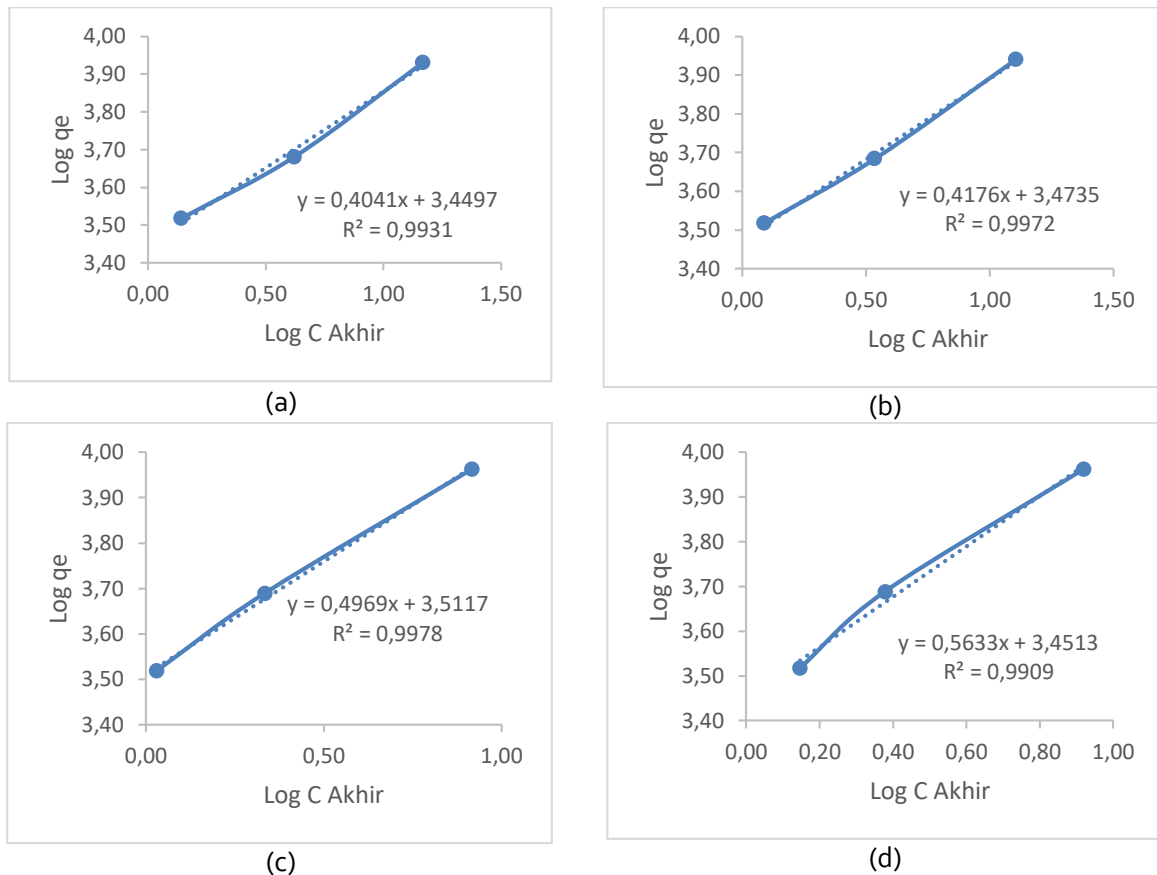 4,00
3,90
3,80
3,70
3,60
3,50
3,40
Log qe
y = 0,4041x + 3,4497
R² = 0,9931
0,00 0,50 1,00 1,50
Log C Akhir
(a)
4,00
3,90
3,80
3,70
3,60
3,50
3,40
Log qe
y = 0,4176x + 3,4735
R² = 0,9972
0,00 0,50 1,00 1,50
Log C Akhir
(b)
4,00
3,90
3,80
3,70
3,60
3,50
3,40
Log qe
y = 0,4969x + 3,5117
R² = 0,9978
0,00 0,50 1,00
Log C Akhir
(c)
4,00
3,90
3,80
3,70
3,60
3,50
3,40
Log qe
y = 0,5633x + 3,4513
R² = 0,9909
0,00 0,20 0,40 0,60 0,80 1,00
Log C Akhir
(d)